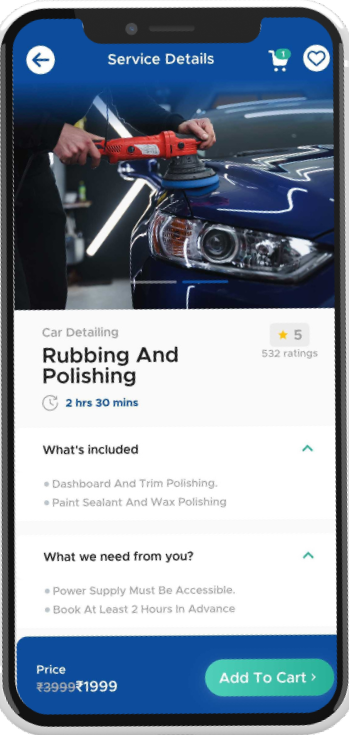 Service Details
1
Car Detailing
5
Rubbing And
532 ratings
Polishing
2 hrs 30 mins
What's included
Dashboard And Trim Polishing.
Paint Sealant And Wax Polishing
What we need from you?
Power Supply Must Be Accessible.
Book At Least 2 Hours In Advance
Price
₹3999₹1999
Add To Cart ›